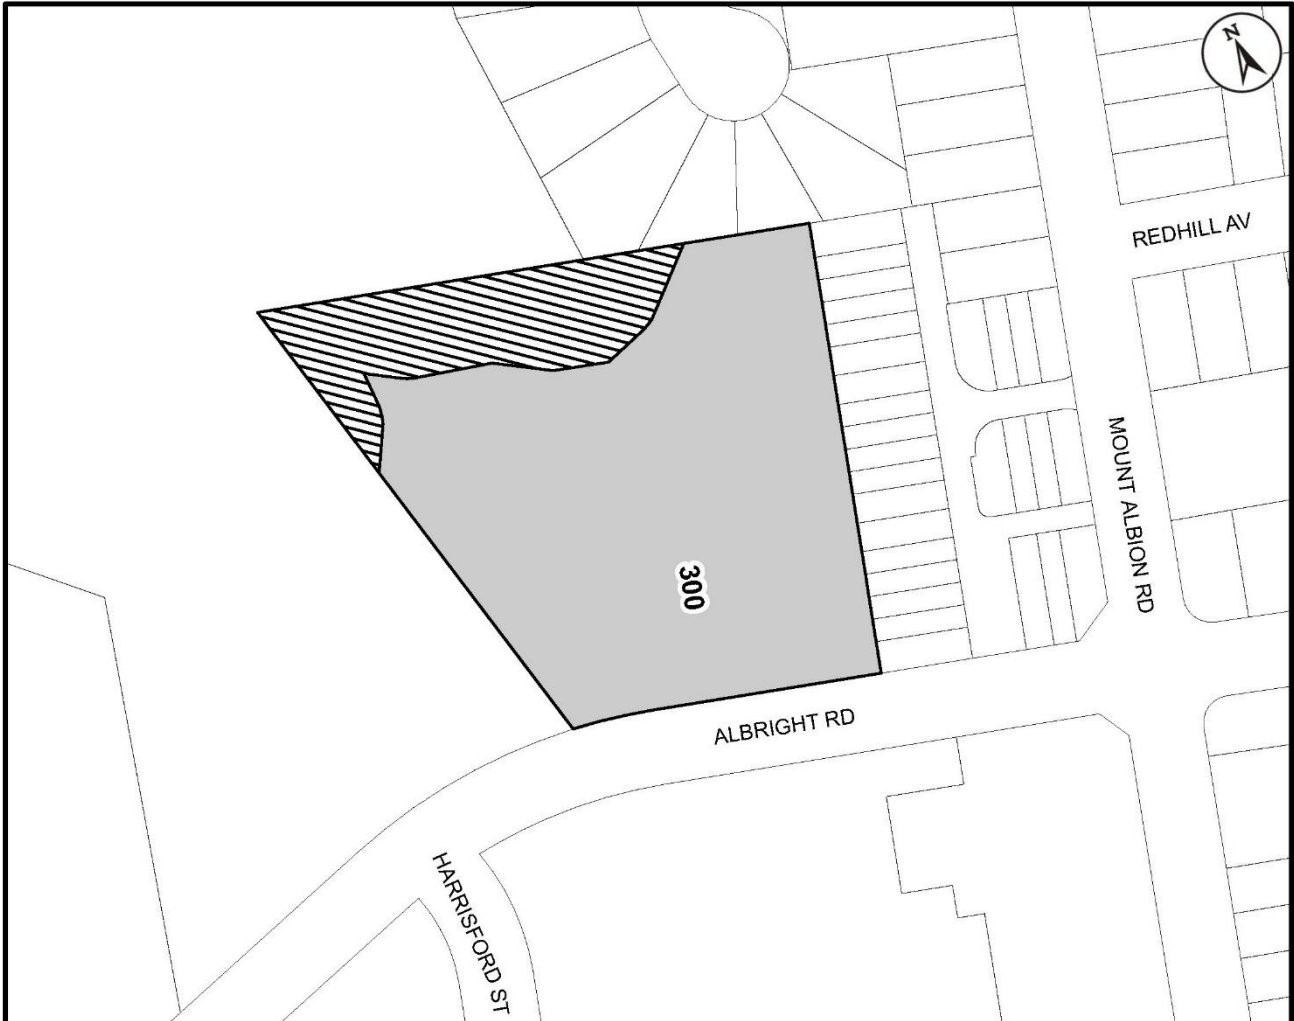 N
REDHILL AV
MOUNT ALBION RD
300
ALBRIGHT RD
HARRISFORD ST